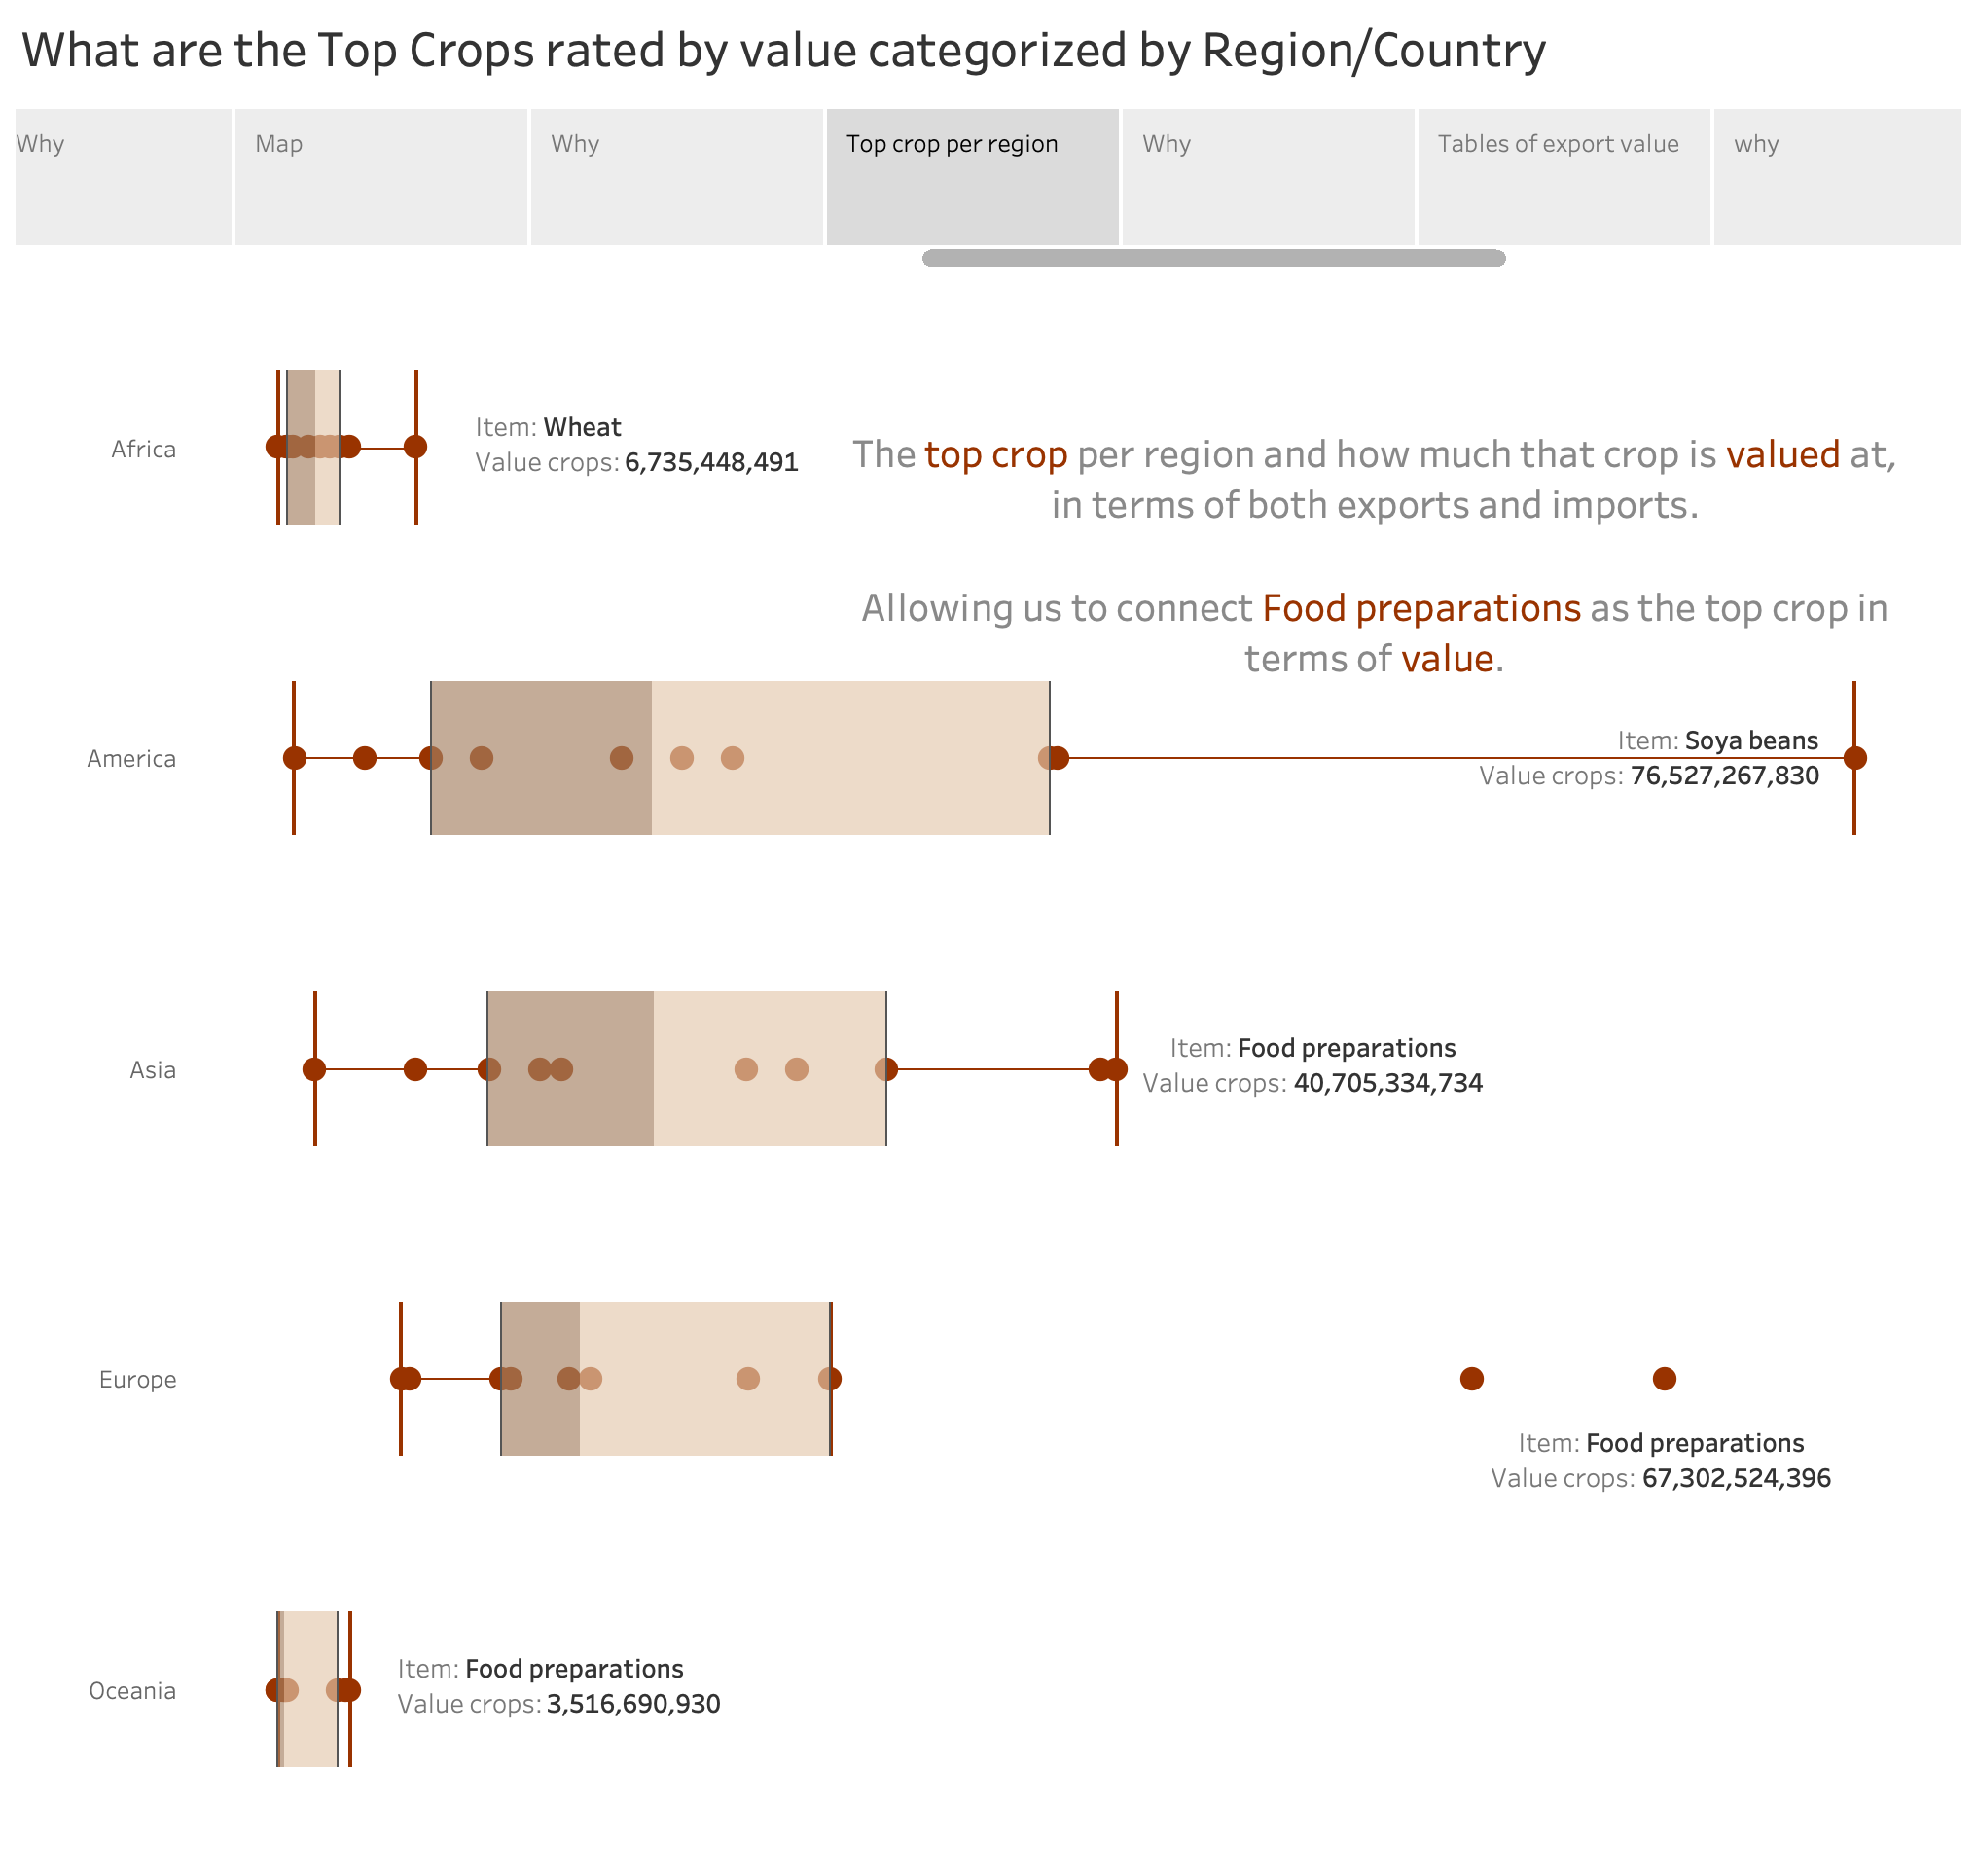 What are the Top Crops rated by value categorized by Region/Country
Why
Map
Why
Top crop per region
Why
Tables of export value
why
Africa
Item: Wheat
Value crops: 6,735,448,491
The top crop per region and how much that crop is valued at,
in terms of both exports and imports.
Allowing us to connect Food preparations as the top crop in
terms of value.
America
Item: Soya beans
Value crops: 76,527,267,830
Asia
Item: Food preparations
Value crops: 40,705,334,734
Europe
Item: Food preparations
Value crops: 67,302,524,396
Oceania
Item: Food preparations
Value crops: 3,516,690,930